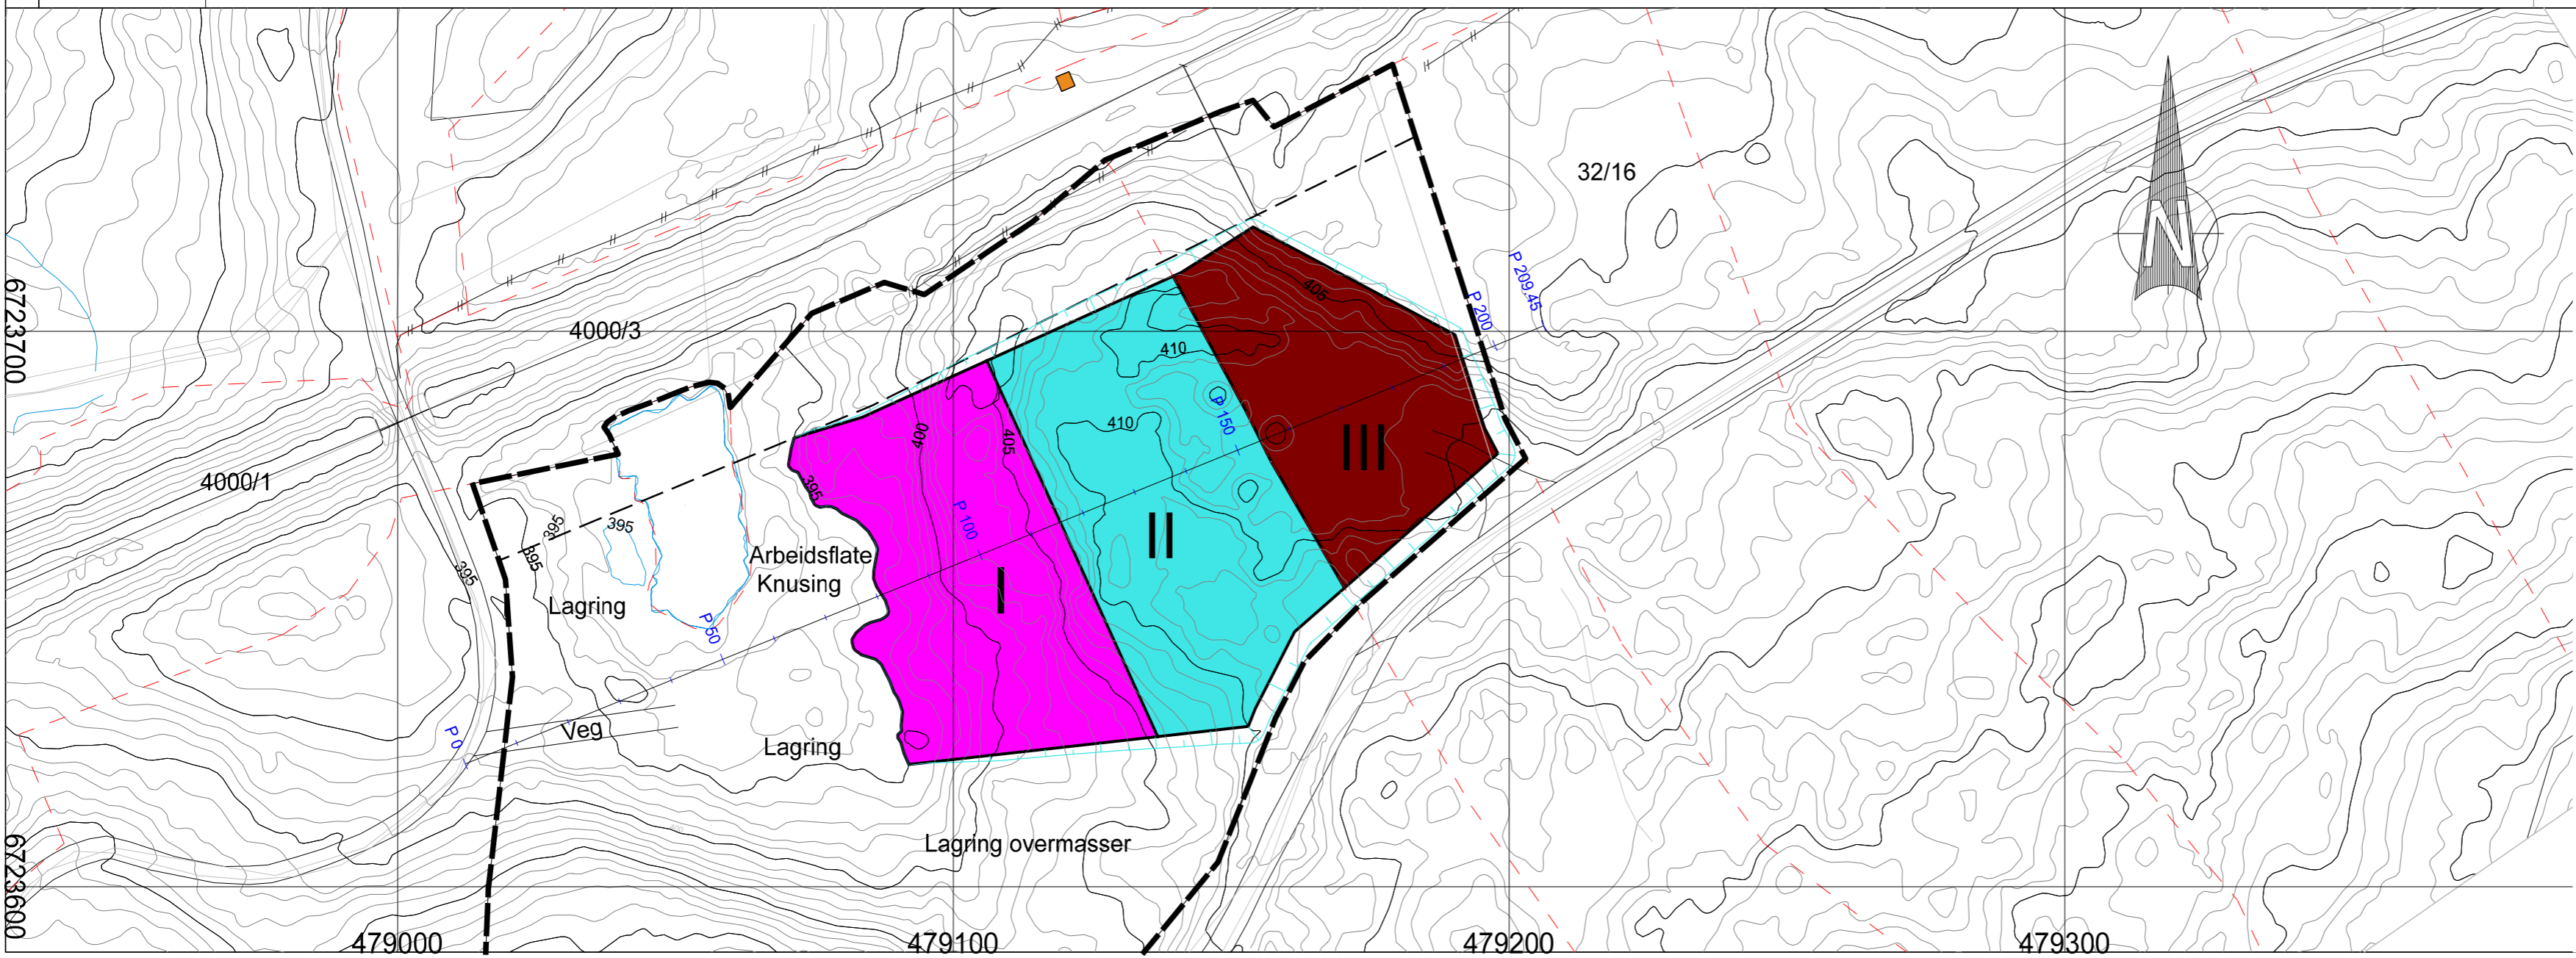 32/16
N
P 209.45
405
P 200
6723700
4000/3
410
P 150
410
400
405
III
4000/1
395
P 100
395
395
II
395
Arbeidsflate
Knusing
395
I
Lagring
P 50
Veg
P 0
Lagring
Lagring overmasser
6723600
479000
479100
479200
479300